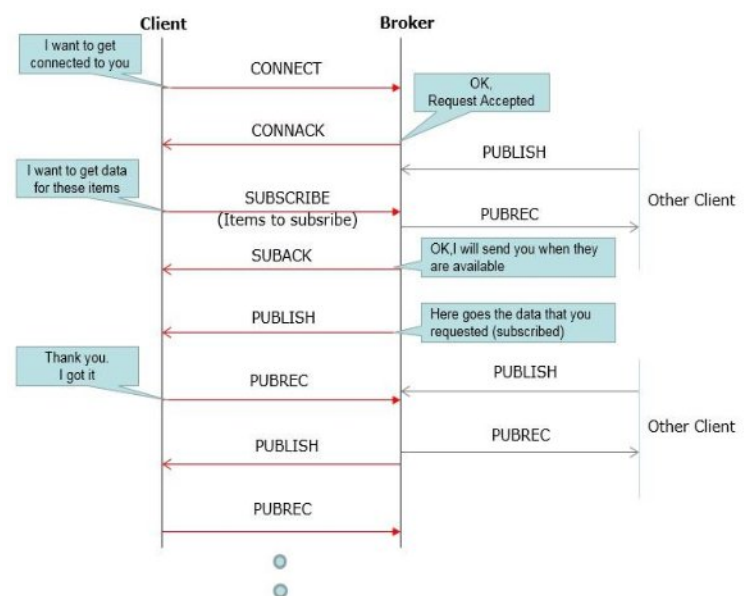 Client
Broker
I want to get
connected to you
CONNECT
OK,
Request Accepted
CONNACK
PUBLISH
I want to get data
for these items
SUBSCRIBE
(Items to subsribe)
PUBREC
Other Client
SUBACK
OK,I will send you when they
are available
PUBLISH
Here goes the data that you
requested (subscribed)
Thank you.
I got it
PUBREC
PUBLISH
Other Client
PUBLISH
PUBREC
PUBREC